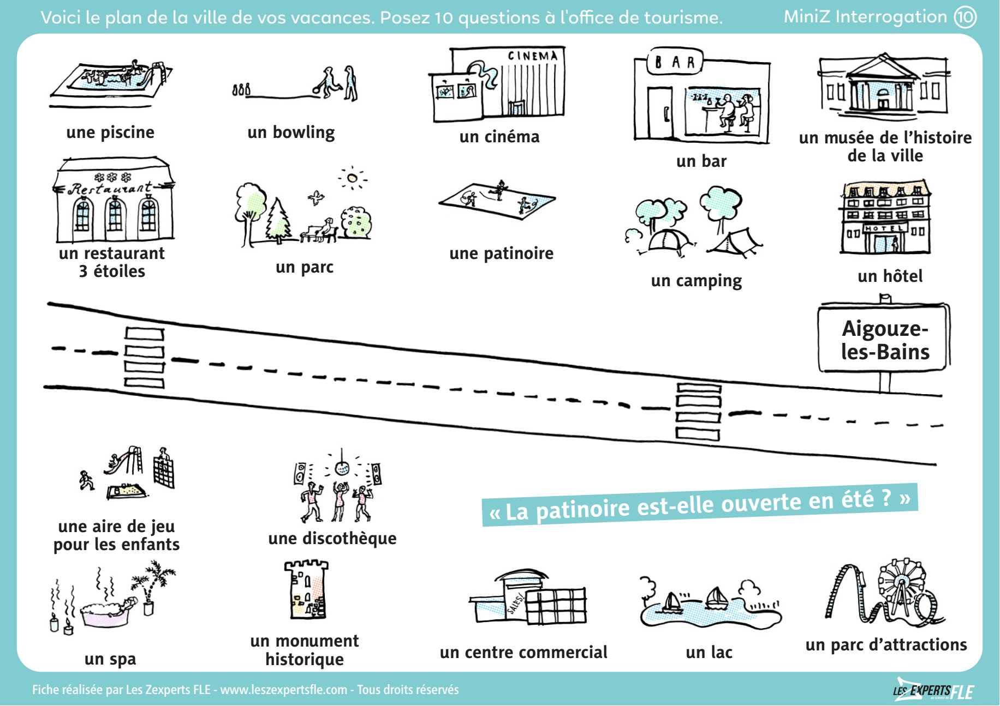 Voici le plan de la ville de vos vacances. Posez 10 questions à l'office de tourisme.
MiniZ Interrogation 10
CINEMA
BAR
une piscine
un bowling
un cinéma
un bar
un musée de l'histoire
de la ville
Restaurant
HOTEL
un restaurant
3 étoiles
un parc
une patinoire
un camping
un hôtel
Aigouze-
les-Bains
« La patinoire est-elle ouverte en été ? »
une aire de jeu
pour les enfants
une discothèque
SALES!
un spa
un monument
historique
un centre commercial
un lac
un parc d'attractions
Fiche réalisée par Les Zexperts FLE - www.leszexpertsfle.com - Tous droits réservés
LES ZEXPERTS FLE